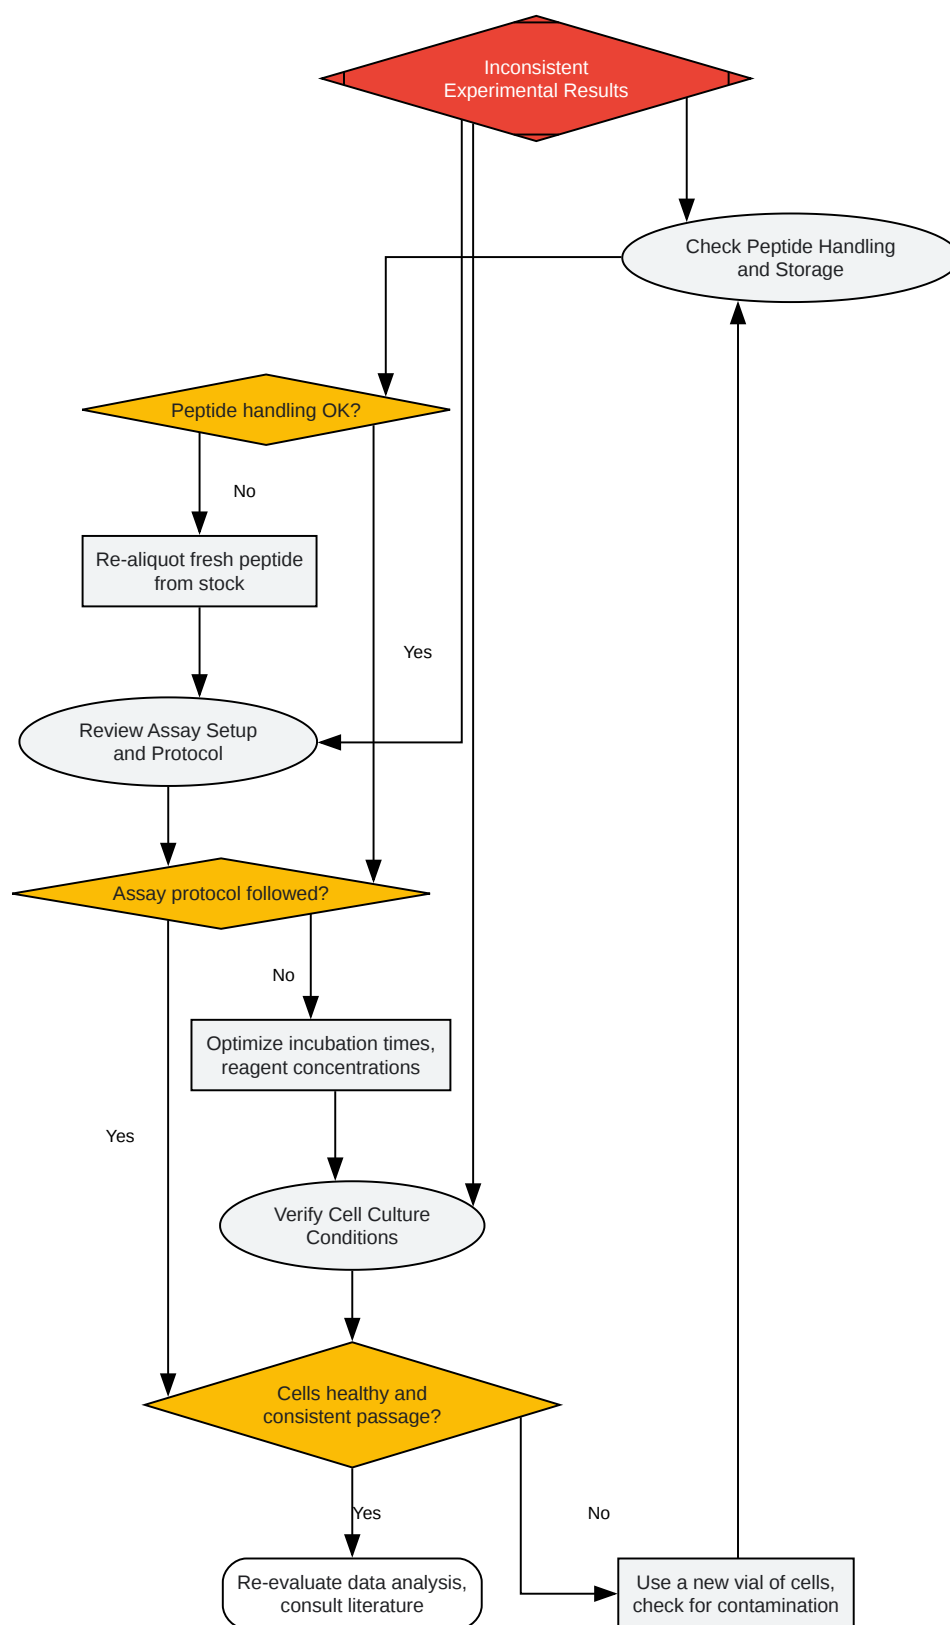 Inconsistent
Experimental Results
Check Peptide Handling
and Storage
Peptide handling OK?
No
Re-aliquot fresh peptide
from stock
Yes
Review Assay Setup
and Protocol
Assay protocol followed?
No
Optimize incubation times,
reagent concentrations
Yes
Verify Cell Culture
Conditions
Cells healthy and
consistent passage?
Yes
No
Re-evaluate data analysis,
consult literature
Use a new vial of cells,
check for contamination